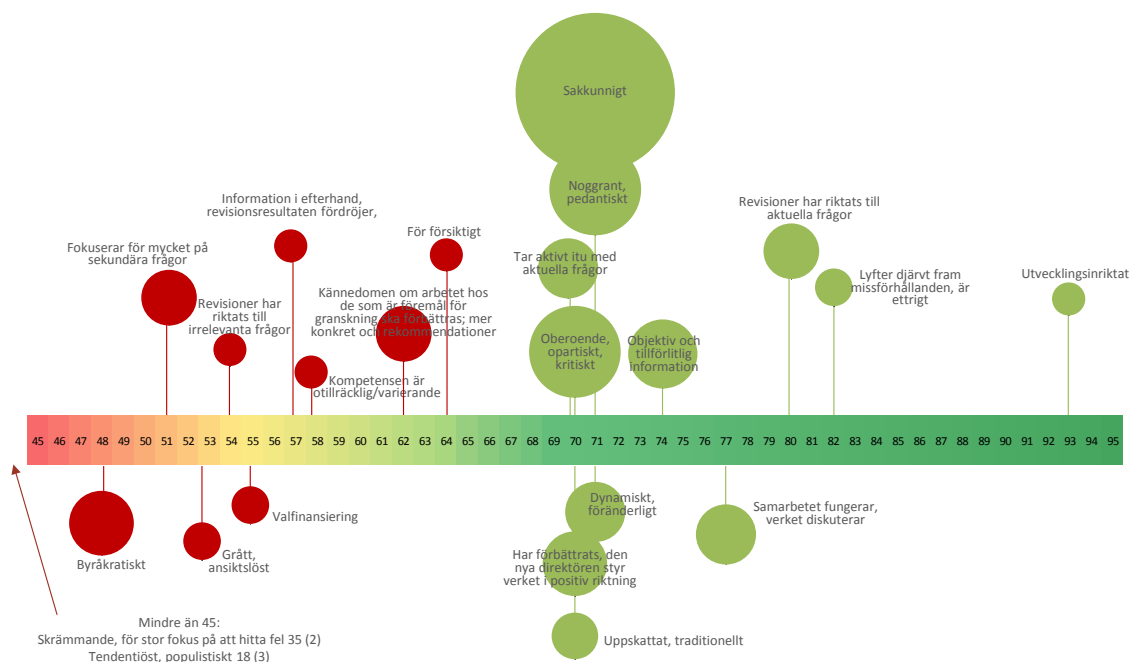 Sakkunnigt
Noggrant,
pedantiskt
Information i efterhand,
revisionsresultaten fördröjer,
Revisioner har riktats till
aktuella frågor
För försiktigt
Fokuserar för mycket på
sekundära frågor
Tar aktivt itu med
aktuella frågor
Lyfter djärvt fram
missförhållanden, är
ettrigt
Utvecklingsinriktat
Kännedomen om arbetet hos
de som är föremål för
granskning ska förbättras; mer
konkret och rekommendationer
Revisioner har
riktats till
irrelevanta frågor
Oberoende,
opartiskt,
kritiskt
Objektiv och
tillförlitlig
information
Kompetensen är
otillräcklig/varierande
45 46 47 48 49 50 51 52 53 54 55 56 57 58 59 60 61 62 63 64 65 66 67 68 69 70 71 72 73 74 75 76 77 78 79 80 81 82 83 84 85 86 87 88 89 90 91 92 93 94 95
Dynamiskt,
föränderligt
Samarbetet fungerar,
verket diskuterar
Valfinansiering
Grått,
ansiktslöst
Byråkratiskt
Har förbättrats, den
nya direktören styr
verket i positiv riktning
Mindre än 45:
Skrämmande, för stor fokus på att hitta fel 35 (2)
Tendentiöst, populistiskt 18 (3)
Uppskattat, traditionellt